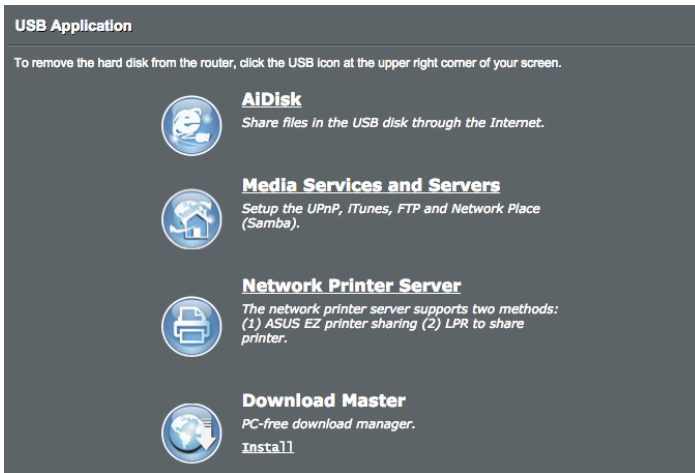 USB Application
To remove the hard disk from the router, click the USB icon at the upper right corner of your screen.
AiDisk
Share files in the USB disk through the Internet.
Media Services and Servers
Setup the UPnP, iTunes, FTP and Network Place
(Samba).
Network Printer Server
The network printer server supports two methods:
(1) ASUS EZ printer sharing (2) LPR to share
printer.
Download Master
PC-free download manager.
Install